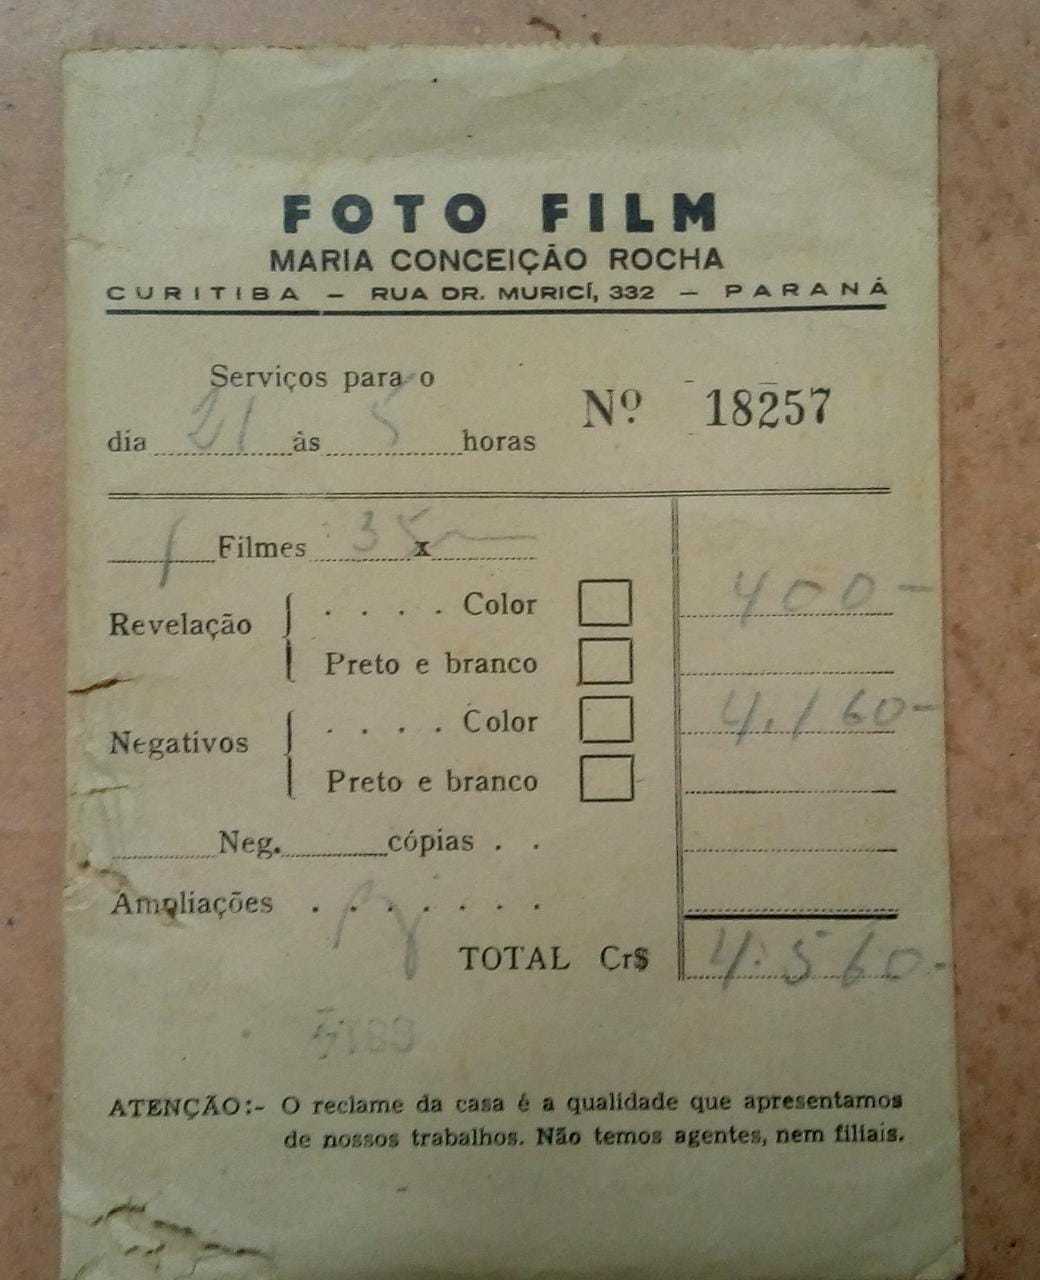 FOTO FILM
MARIA CONCEIÇÃO ROCHA
CURITIBA — RUA DR. MURICÍ, 332 — PARANÁ
Serviços para o
dia 21 às 5 horas
Nº 18257
1 Filmes 35 x
Revelação . . . . Color 400-
Preto e branco
Negativos . . . . Color 4.160-
Preto e branco
Neg. cópias . .
Ampliações . . . . . . .
TOTAL Cr$ 4.560-
ATENÇÃO:- O reclame da casa é a qualidade que apresentamos
de nossos trabalhos. Não temos agentes, nem filiais.